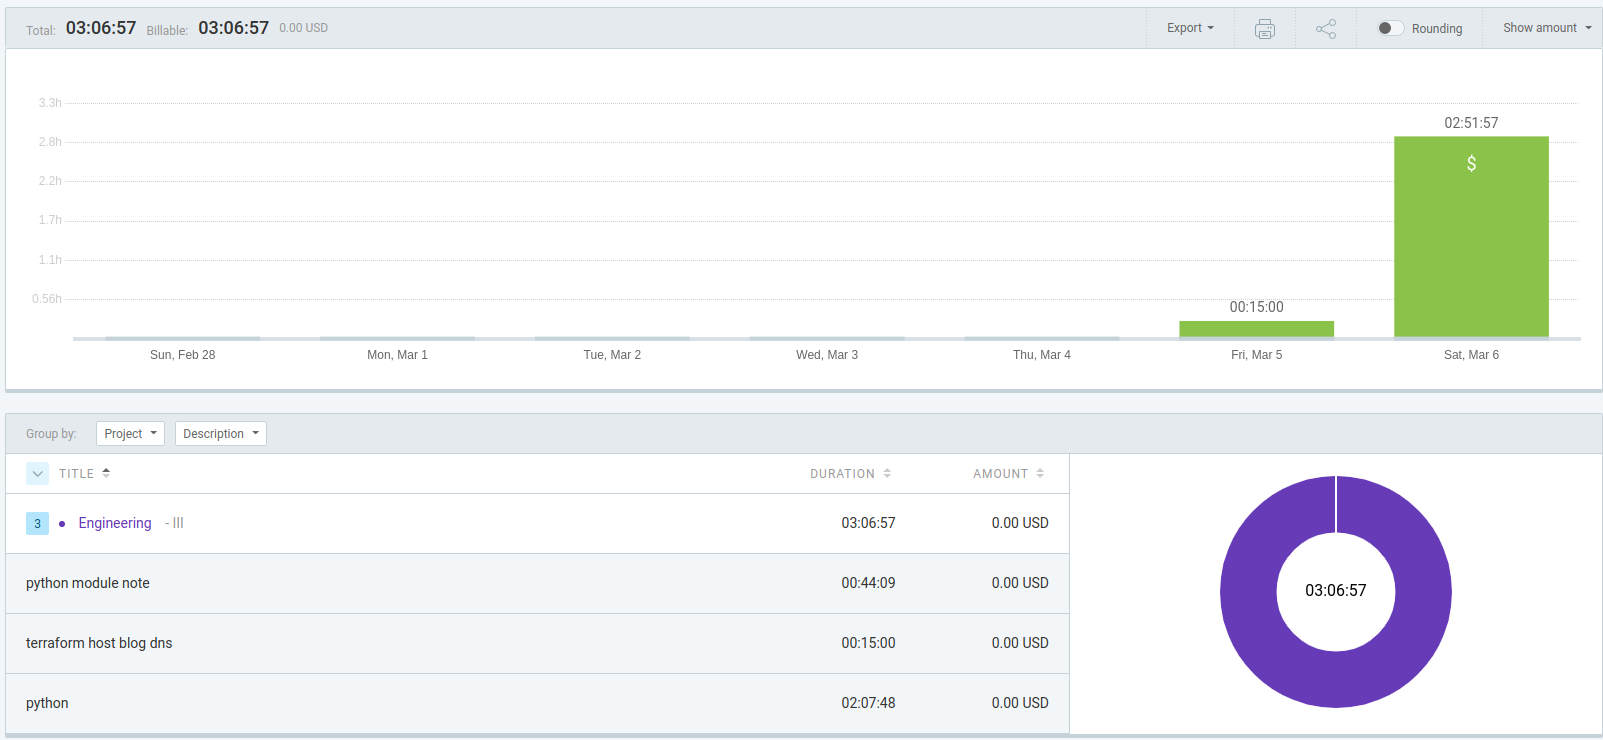 Total: 03:06:57 Billable: 03:06:57 0.00 USD Export Rounding Show amount
3.3h
02:51:57
2.8h
$
2.2h
1.7h
1.1h
0.56h
00:15:00
Sun, Feb 28 Mon, Mar 1 Tue, Mar 2 Wed, Mar 3 Thu, Mar 4 Fri, Mar 5 Sat, Mar 6
Group by: Project Description
TITLE DURATION AMOUNT
3 • Engineering - III 03:06:57 0.00 USD
python module note 00:44:09 0.00 USD
03:06:57
terraform host blog dns 00:15:00 0.00 USD
python 02:07:48 0.00 USD